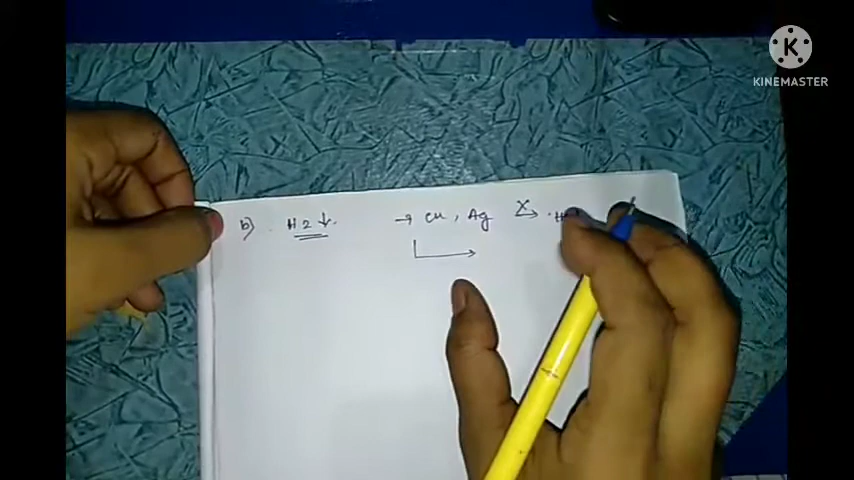 KINEMASTER
b) H2 ↓. → Cu, Ag X→ H